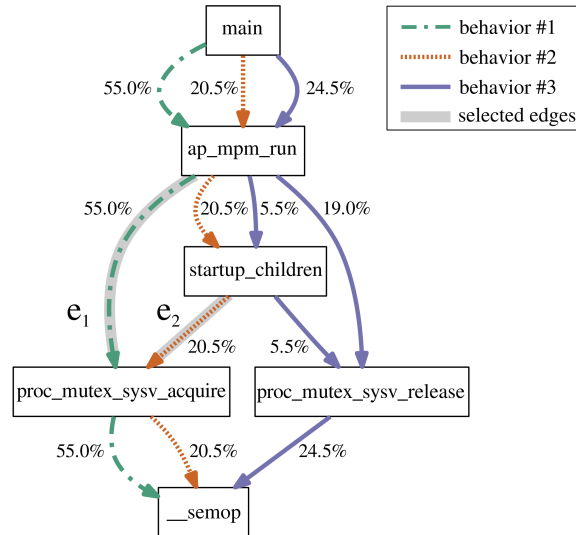 main
behavior #1
behavior #2
behavior #3
selected edges
55.0%
20.5%
24.5%
ap_mpm_run
55.0%
20.5%
5.5%
19.0%
startup_children
e1
e2
20.5%
5.5%
proc_mutex_sysv_acquire
proc_mutex_sysv_release
55.0%
20.5%
24.5%
__semop